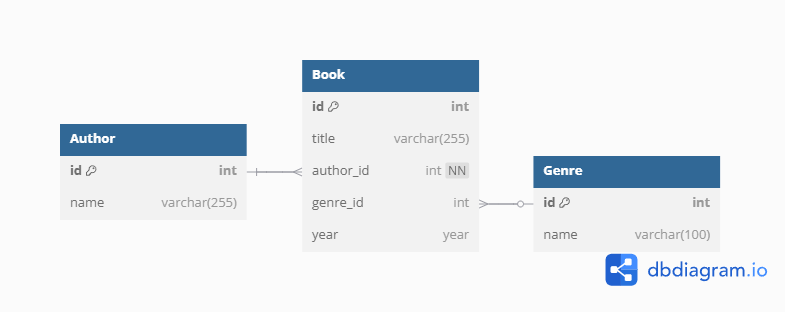 Author
id int
name varchar(255)
Book
id int
title varchar(255)
author_id int NN
genre_id int
year year
Genre
id int
name varchar(100)
dbdiagram.io